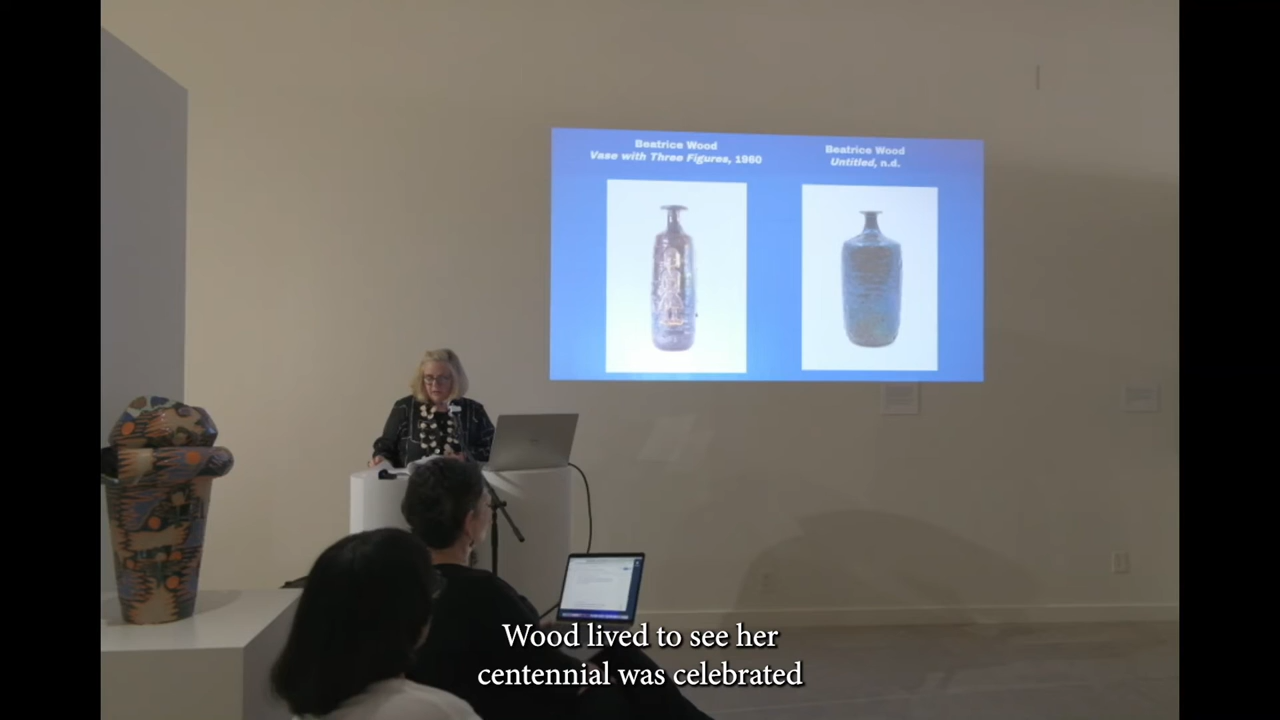 Beatrice Wood
Vase with Three Figures, 1960
Beatrice Wood
Untitled, n.d.
Wood lived to see her
centennial was celebrated